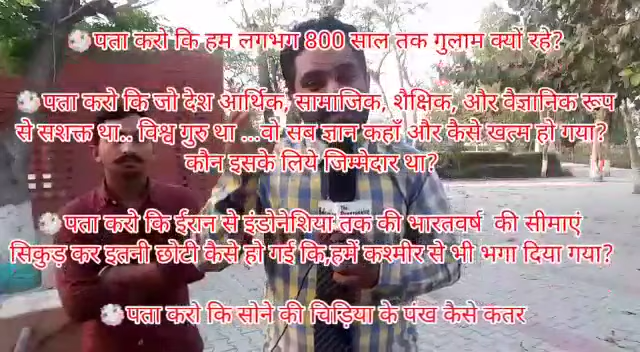 पता करो कि हम लगभग 800 साल तक गुलाम क्यों रहे?
पता करो कि जो देश आर्थिक, सामाजिक, शैक्षिक, और वैज्ञानिक रूप
से सशक्त था.. विश्व गुरु था ...वो सब ज्ञान कहाँ और कैसे खत्म हो गया?
कौन इसके लिये जिम्मेदार था?
पता करो कि ईरान से इंडोनेशिया तक की भारतवर्ष की सीमाएं
सिकुड़ कर इतनी छोटी कैसे हो गई कि,हमें कश्मीर से भी भगा दिया गया?
पता करो कि सोने की चिड़िया के पंख कैसे कतर